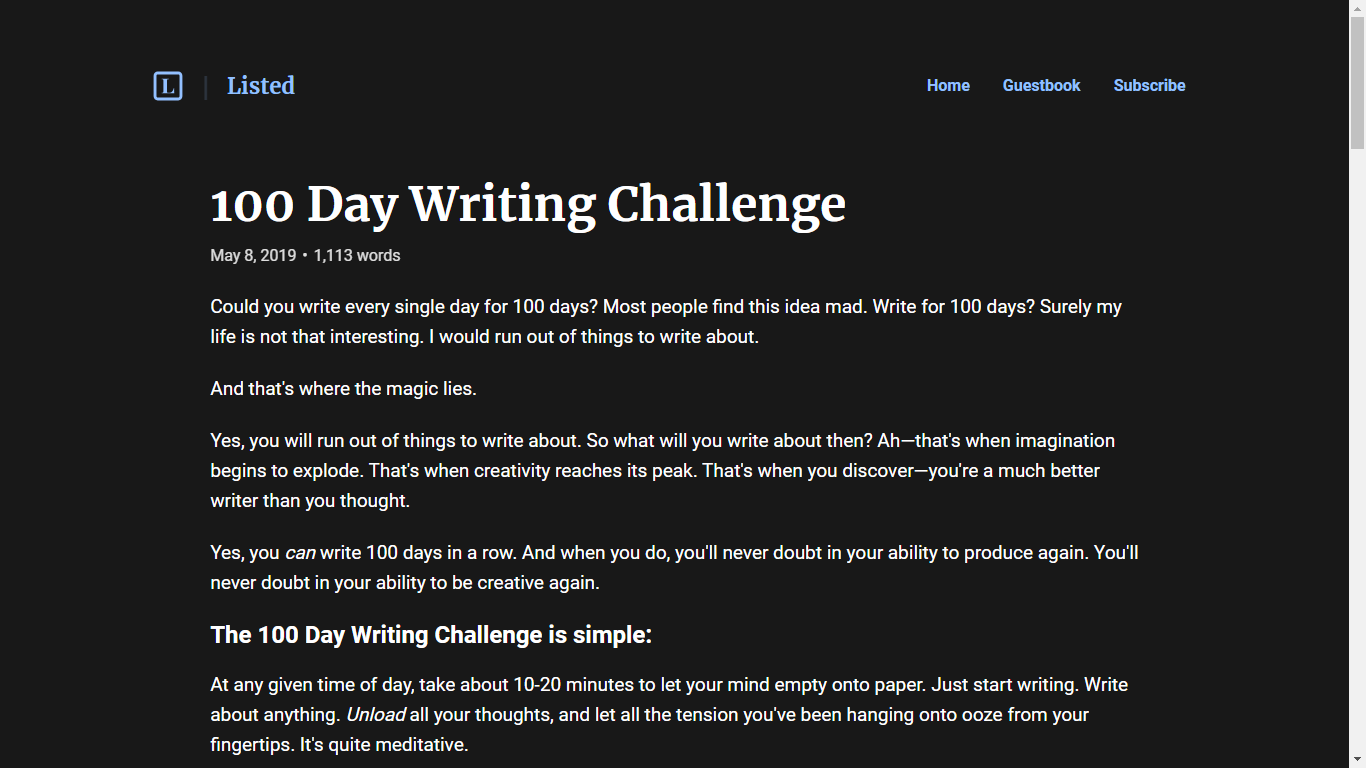 L | Listed
Home Guestbook Subscribe
100 Day Writing Challenge
May 8, 2019 • 1,113 words
Could you write every single day for 100 days? Most people find this idea mad. Write for 100 days? Surely my
life is not that interesting. I would run out of things to write about.
And that's where the magic lies.
Yes, you will run out of things to write about. So what will you write about then? Ah—that's when imagination
begins to explode. That's when creativity reaches its peak. That's when you discover—you're a much better
writer than you thought.
Yes, you can write 100 days in a row. And when you do, you'll never doubt in your ability to produce again. You'll
never doubt in your ability to be creative again.
The 100 Day Writing Challenge is simple:
At any given time of day, take about 10-20 minutes to let your mind empty onto paper. Just start writing. Write
about anything. Unload all your thoughts, and let all the tension you've been hanging onto ooze from your
fingertips. It's quite meditative.